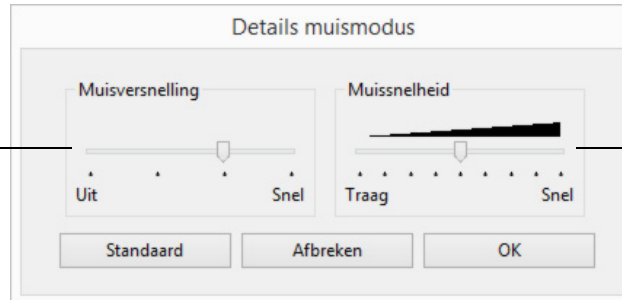 Details muismodus
Muisversnelling
Muissnelheid
Uit Snel
Traag Snel
Standaard Afbreken OK